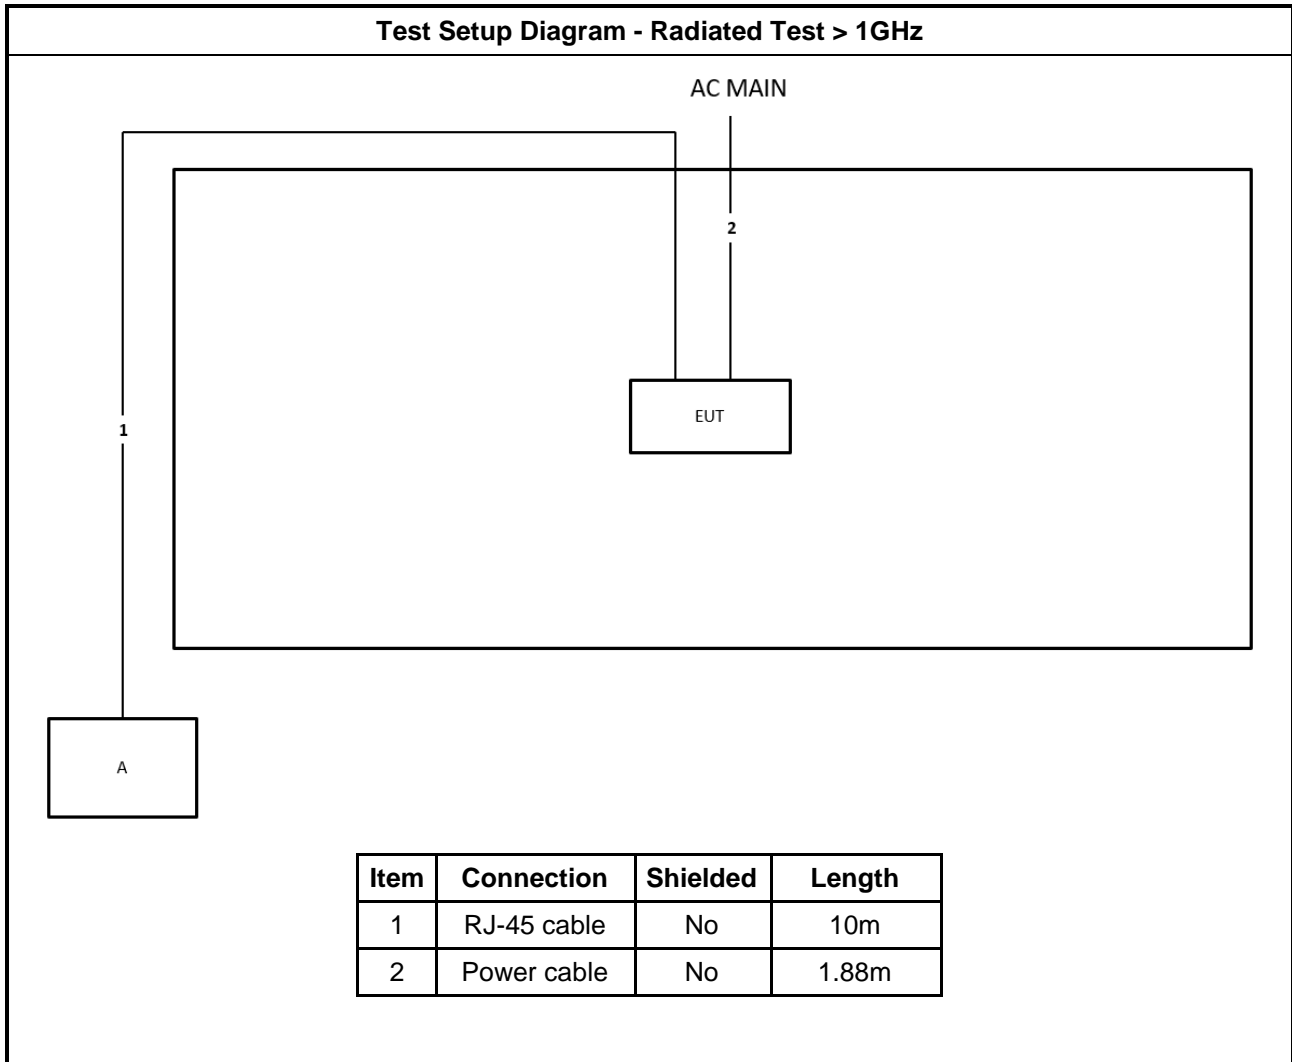 Test Setup Diagram - Radiated Test > 1GHz
AC MAIN
2
EUT
1
A
Item Connection Shielded Length
1 RJ-45 cable No 10m
2 Power cable No 1.88m